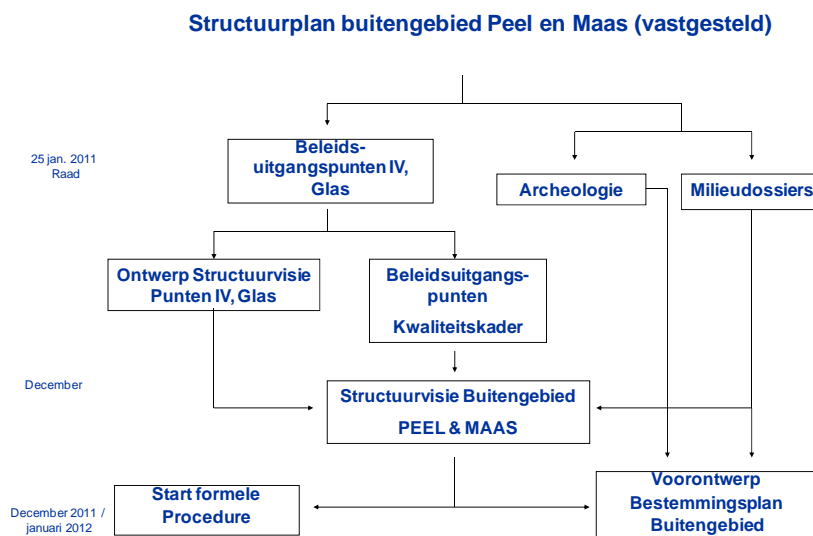 Structuurplan buitengebied Peel en Maas (vastgesteld)
25 jan. 2011
Raad
Beleids-
uitgangspunten IV,
Glas
Archeologie
Milieudossiers
Ontwerp Structuurvisie
Punten IV, Glas
Beleidsuitgangs-
punten
Kwaliteitskader
December
Structuurvisie Buitengebied
PEEL & MAAS
December 2011 /
januari 2012
Start formele
Procedure
Voorontwerp
Bestemmingsplan
Buitengebied